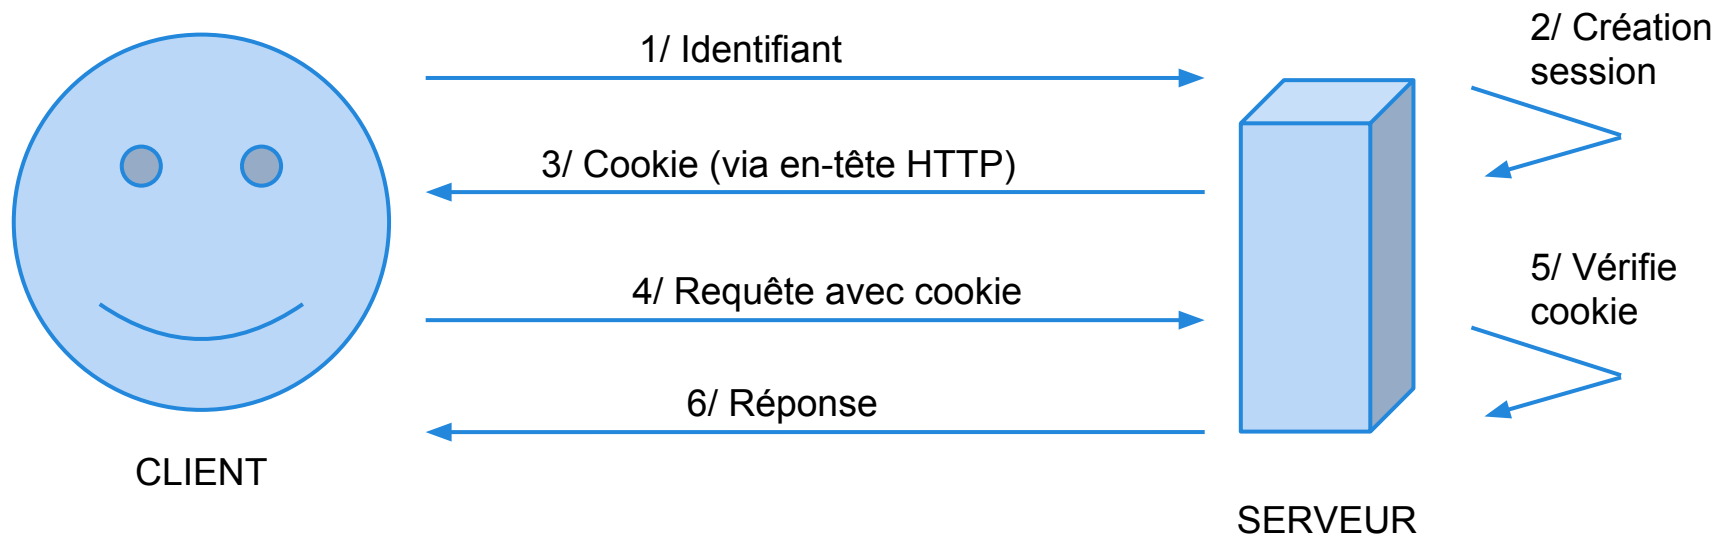 1/ Identifiant
2/ Création
session
3/ Cookie (via en-tête HTTP)
4/ Requête avec cookie
5/ Vérifie
cookie
6/ Réponse
CLIENT
SERVEUR